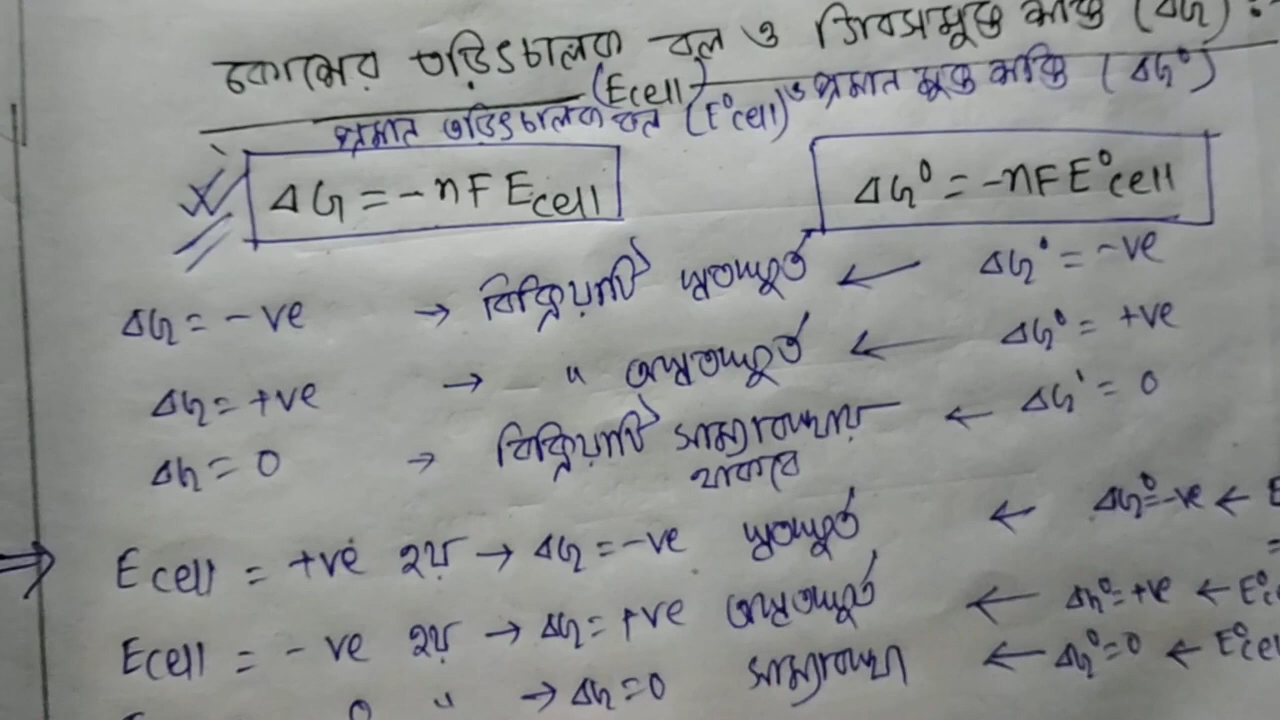 কোষের তড়িৎচালক বল ও গিবসমুক্ত শক্তি (ΔG) :-
(Ecell)
প্রমাণ তড়িৎচালক বল (E°cell) ও প্রমাণ মুক্ত শক্তি (ΔG°)
ΔG = -nFEcell ΔG° = -nFE°cell
ΔG = -ve → বিক্রিয়াটি স্বতঃস্ফূর্ত ← ΔG° = -ve
ΔG = +ve → " অস্বতঃস্ফূর্ত ← ΔG° = +ve
ΔG = 0 → বিক্রিয়াটি সাম্যাবস্থায় ← ΔG° = 0
থাকবে
⇒ Ecell = +ve হয় → ΔG = -ve স্বতঃস্ফূর্ত ← ΔG° = -ve ← E
Ecell = -ve হয় → ΔG = +ve অস্বতঃস্ফূর্ত ← ΔG° = +ve ← E°c
0 " → ΔG = 0 সাম্যাবস্থা ← ΔG° = 0 ← E°cel